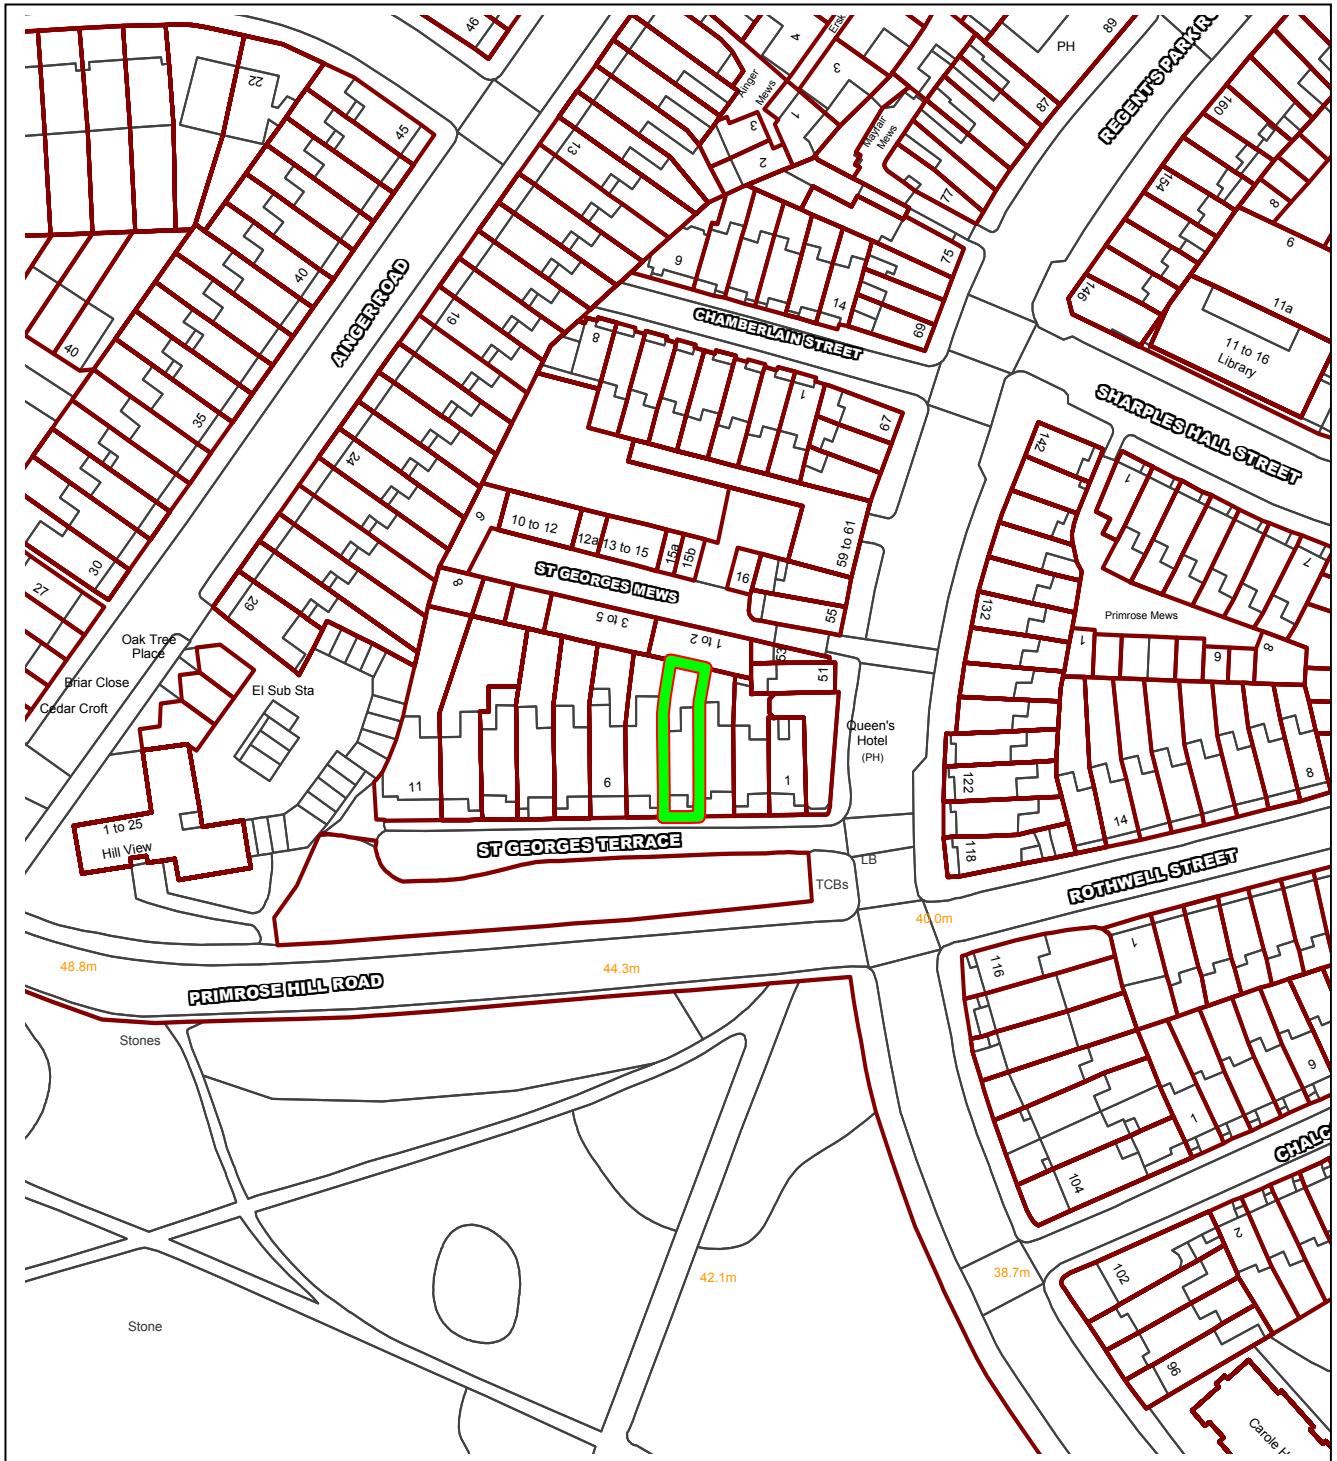 46
4
Ainger
Mews
3
1
3
2
PH
89
87
REGENT'S PARK
160
154
146
8
9
11a
11 to 16
Library
22
45
13
Mayfair
Mews
77
75
9
14
69
CHAMBERLAIN STREET
40
40
AINGER ROAD
19
8
1
67
SHARPLES HALL STREET
142
1
7
35
24
9
10 to 12
12a
13 to 15
15a
15b
16
59 to 61
55
ST GEORGES MEWS
8
3 to 5
1 to 2
53
51
132
Primrose Mews
1
6
8
30
27
29
Oak Tree
Place
Briar Close
Cedar Croft
El Sub Sta
Queen's
Hotel
(PH)
11
6
1
122
14
8
118
1 to 25
Hill View
ST GEORGES TERRACE
LB
TCBs
ROTHWELL STREET
40.0m
48.8m
44.3m
PRIMROSE HILL ROAD
116
1
Stones
9
1
104
CHALC
2
102
42.1m
38.7m
Stone
96
Carole